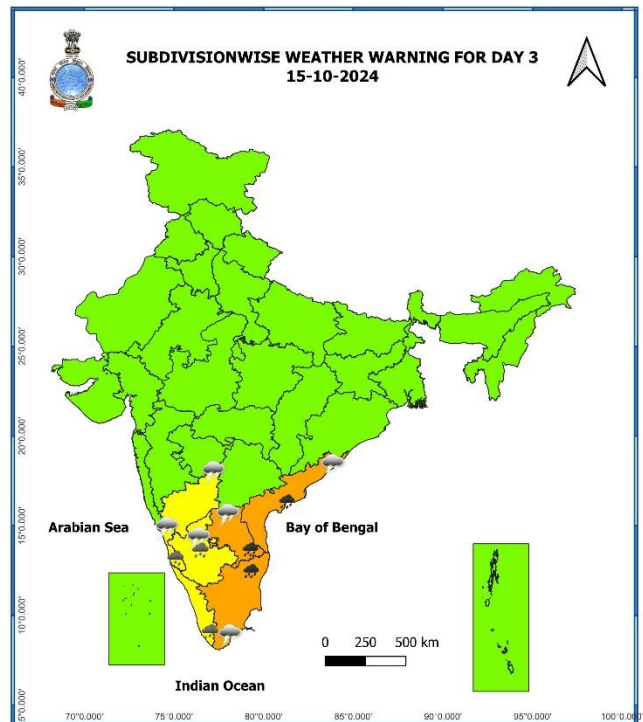 SUBDIVISIONWISE WEATHER WARNING FOR DAY 3
15-10-2024
40°0.000'
35°0.000'
30°0.000'
25°0.000'
20°0.000'
15°0.000'
10°0.000'
5°0.000'
Arabian Sea
Bay of Bengal
0 250 500 km
Indian Ocean
70°0.000' 75°0.000' 80°0.000' 85°0.000' 90°0.000' 95°0.000' 100°0.000'